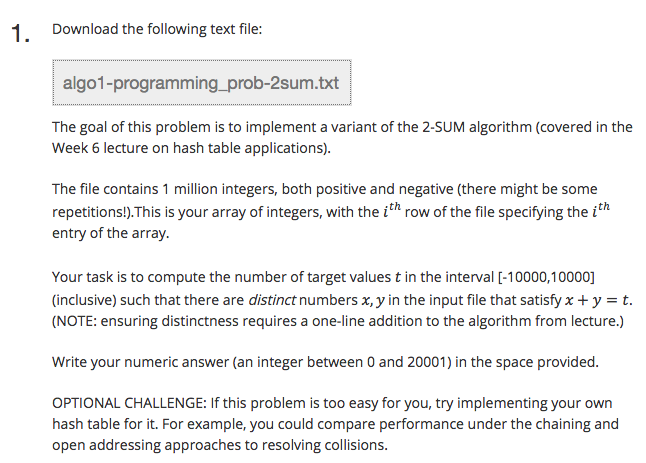 1. Download the following text file:
algo1-programming_prob-2sum.txt
The goal of this problem is to implement a variant of the 2-SUM algorithm (covered in the
Week 6 lecture on hash table applications).
The file contains 1 million integers, both positive and negative (there might be some
repetitions!).This is your array of integers, with the i^th row of the file specifying the i^th
entry of the array.
Your task is to compute the number of target values t in the interval [-10000,10000]
(inclusive) such that there are distinct numbers x, y in the input file that satisfy x + y = t.
(NOTE: ensuring distinctness requires a one-line addition to the algorithm from lecture.)
Write your numeric answer (an integer between 0 and 20001) in the space provided.
OPTIONAL CHALLENGE: If this problem is too easy for you, try implementing your own
hash table for it. For example, you could compare performance under the chaining and
open addressing approaches to resolving collisions.